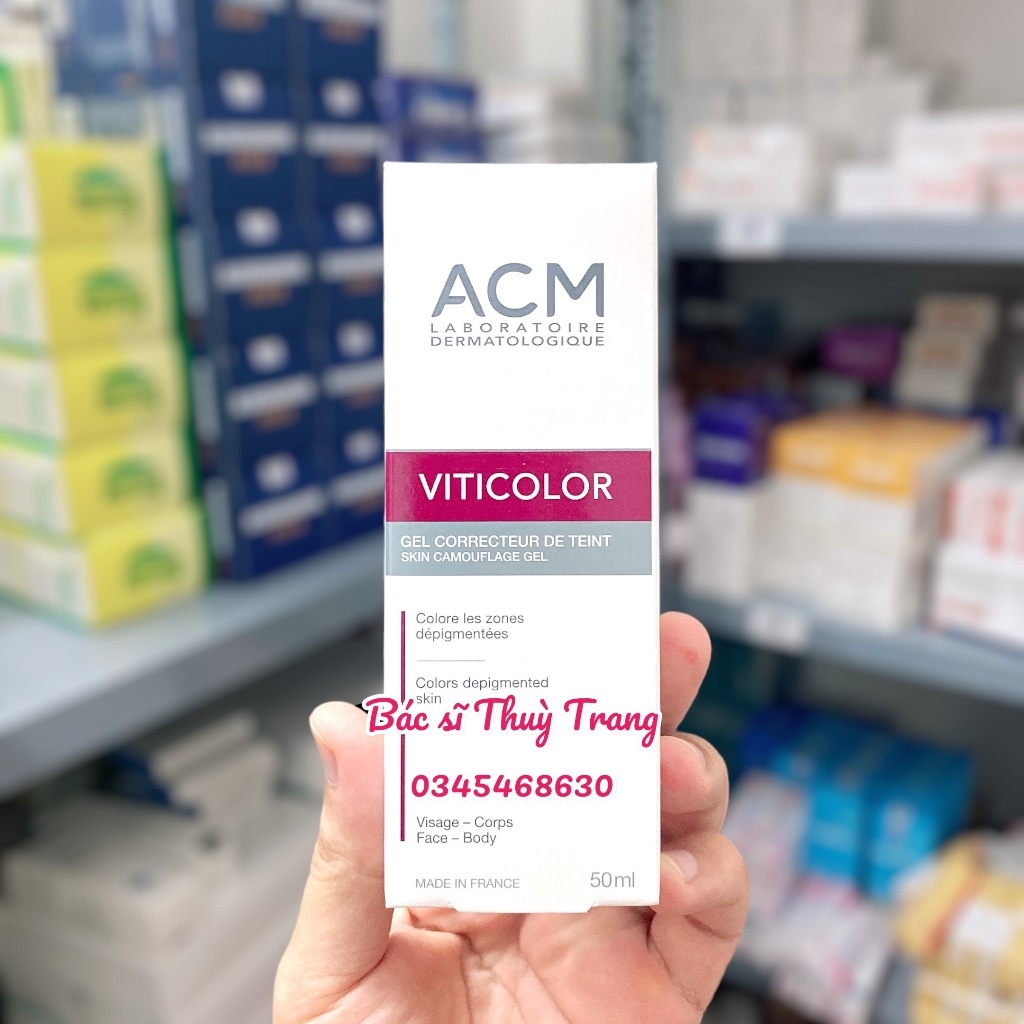 ACM
LABORATOIRE
DERMATOLOGIQUE
VITICOLOR
GEL CORRECTEUR DE TEINT
SKIN CAMOUFLAGE GEL
Colore les zones
dépigmentées
Colors depigmented
skin
Bác sĩ Thuỳ Trang
0345468630
Visage – Corps
Face – Body
MADE IN FRANCE
50ml